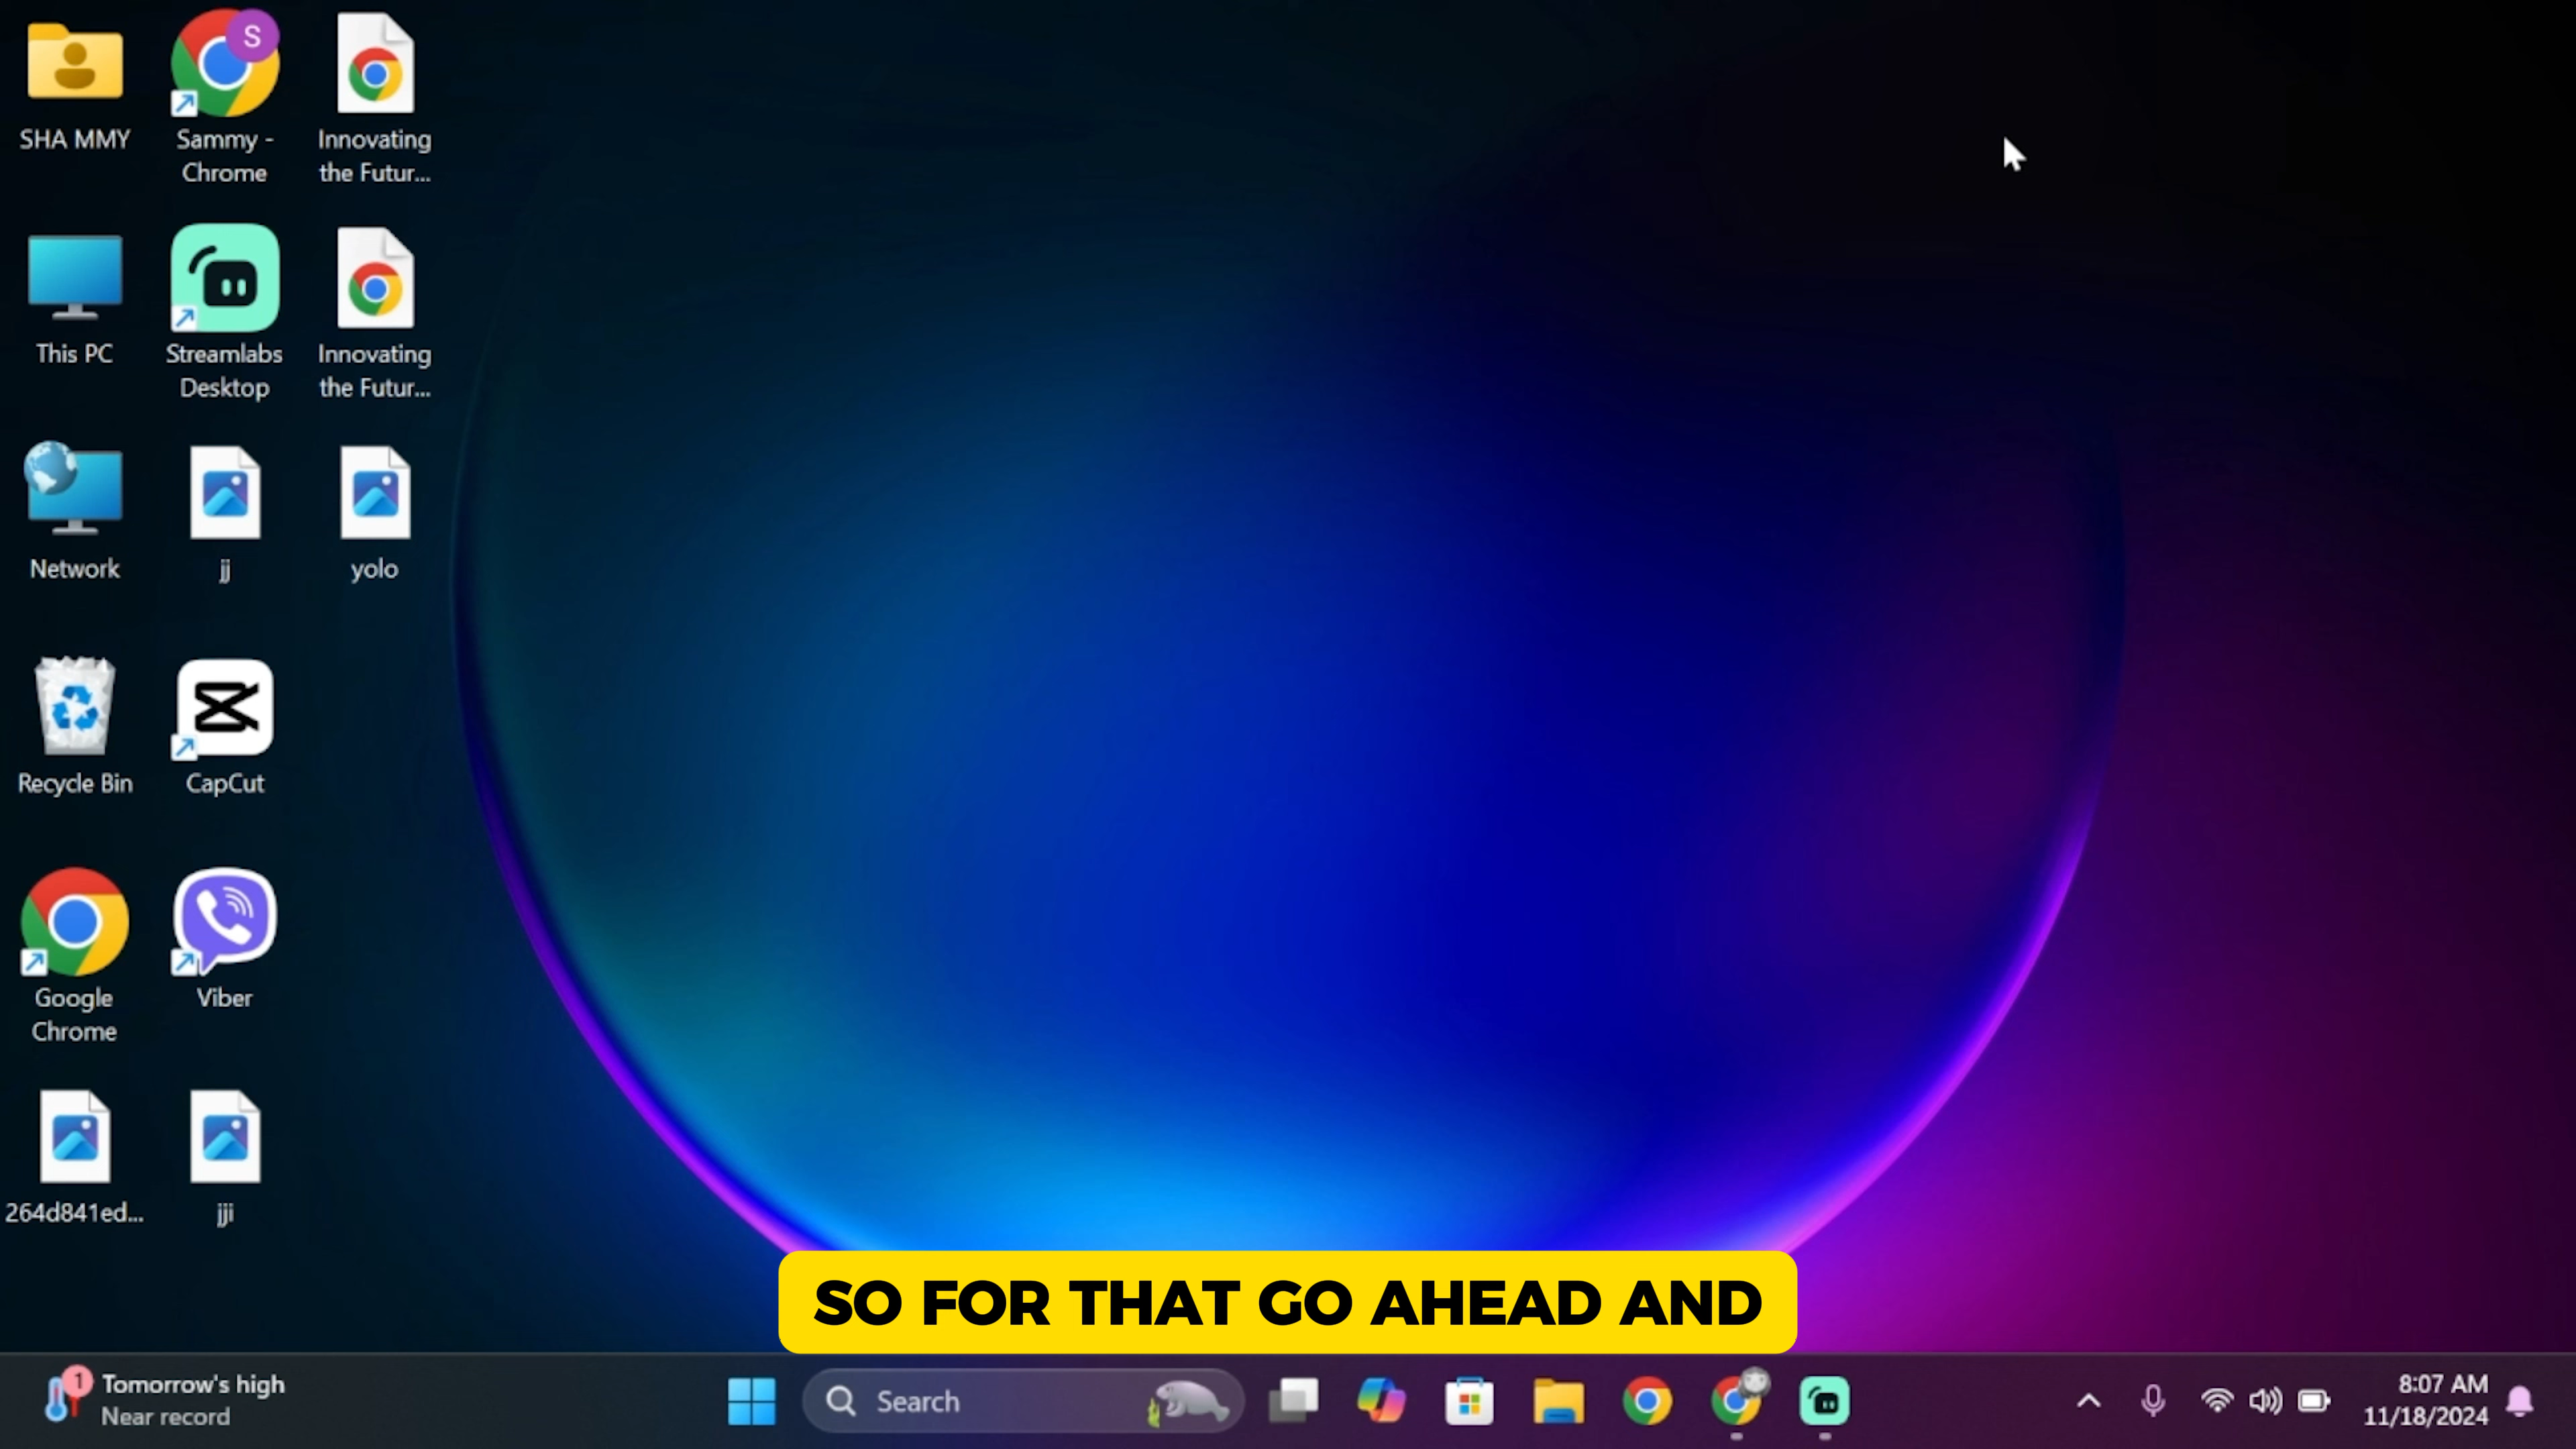 SHA MMY
S
Sammy -
Chrome
Innovating
the Futur...
This PC
Streamlabs
Desktop
Innovating
the Futur...
Network
jj
yolo
Recycle Bin
CapCut
Google
Chrome
Viber
264d841ed...
jji
SO FOR THAT GO AHEAD AND
1
Tomorrow's high
Near record
Search
8:07 AM
11/18/2024